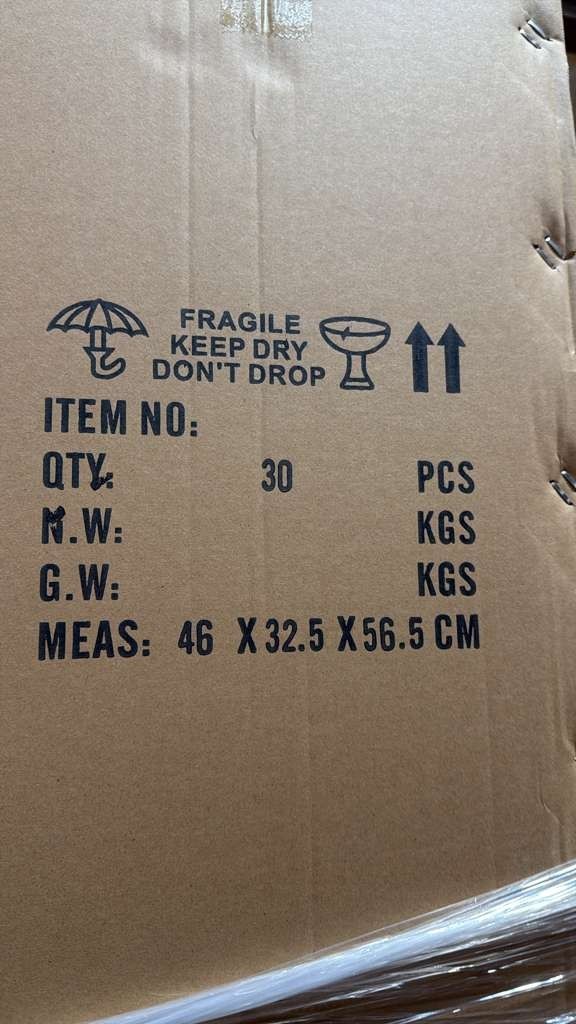 FRAGILE
KEEP DRY
DON'T DROP
ITEM NO:
QTY: 30 PCS
N.W: KGS
G.W: KGS
MEAS: 46 X 32.5 X 56.5 CM